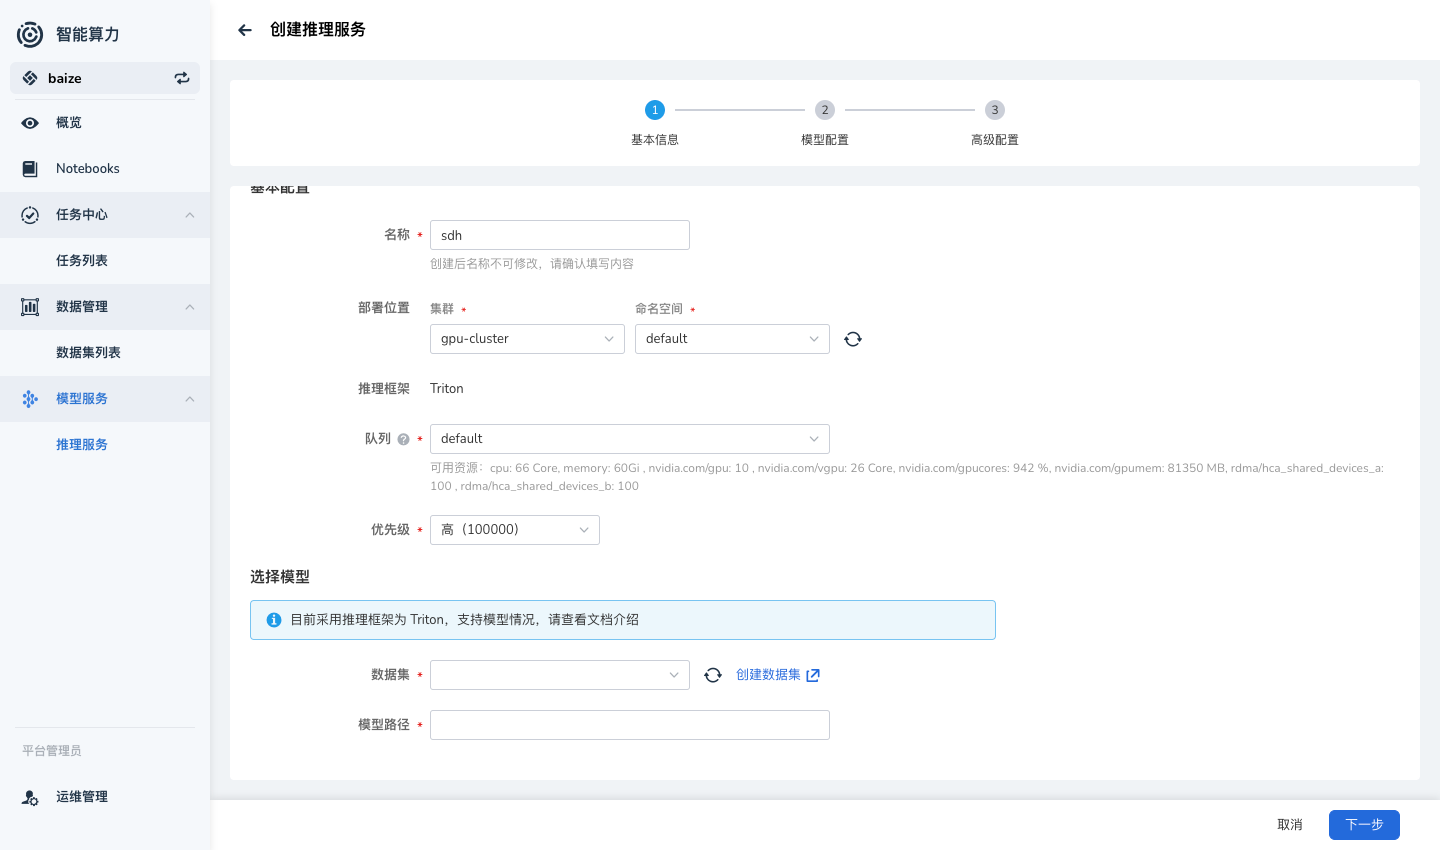 智能算力
baize
概览
Notebooks
任务中心
任务列表
数据管理
数据集列表
模型服务
推理服务
平台管理员
运维管理
创建推理服务
1 2 3
基本信息 模型配置 高级配置
基本配置
名称 * sdh
创建后名称不可修改，请确认填写内容
部署位置 集群 * 命名空间 *
gpu-cluster default
推理框架 Triton
队列 ? * default
可用资源：cpu: 66 Core, memory: 60Gi , nvidia.com/gpu: 10 , nvidia.com/vgpu: 26 Core, nvidia.com/gpucores: 942 %, nvidia.com/gpumem: 81350 MB, rdma/hca_shared_devices_a:
100 , rdma/hca_shared_devices_b: 100
优先级 * 高（100000）
选择模型
目前采用推理框架为 Triton，支持模型情况，请查看文档介绍
数据集 * 创建数据集
模型路径 *
取消 下一步